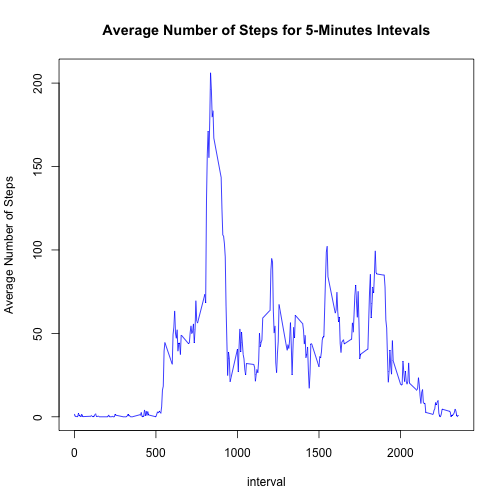 Average Number of Steps for 5-Minutes Intevals
Average Number of Steps
200
150
100
50
0
0 500 1000 1500 2000
interval